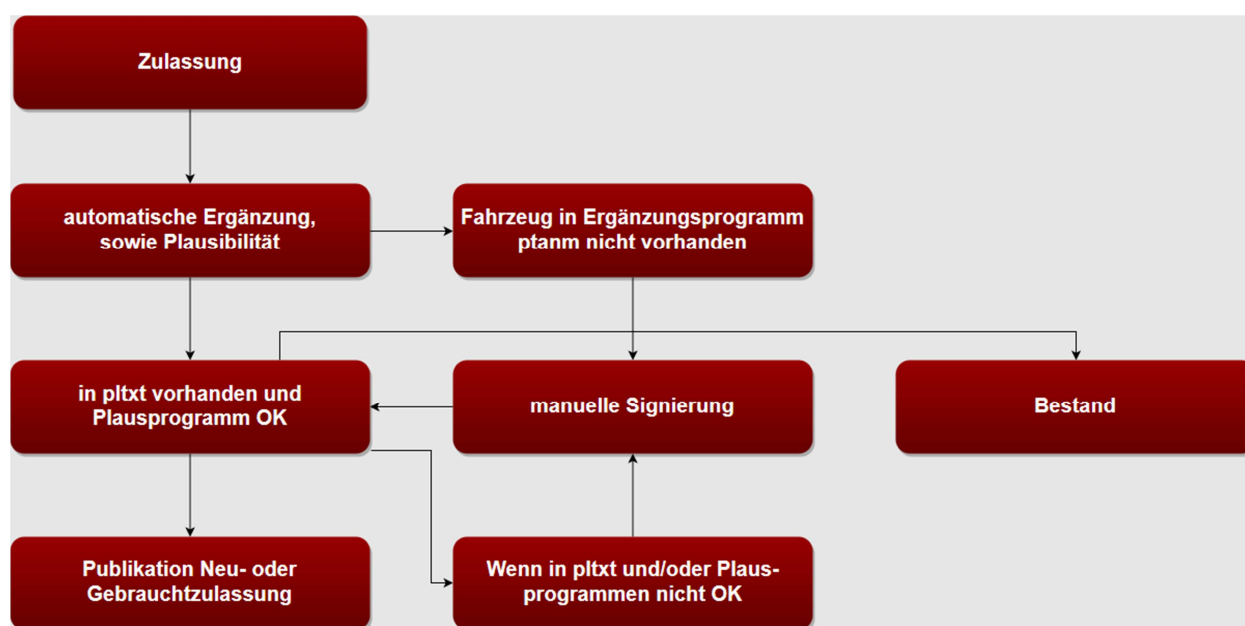 Zulassung
automatische Ergänzung,
sowie Plausibilität
Fahrzeug in Ergänzungsprogramm
ptanm nicht vorhanden
in pltxt vorhanden und
Plausprogramm OK
manuelle Signierung
Bestand
Publikation Neu- oder
Gebrauchtzulassung
Wenn in pltxt und/oder Plaus-
programmen nicht OK